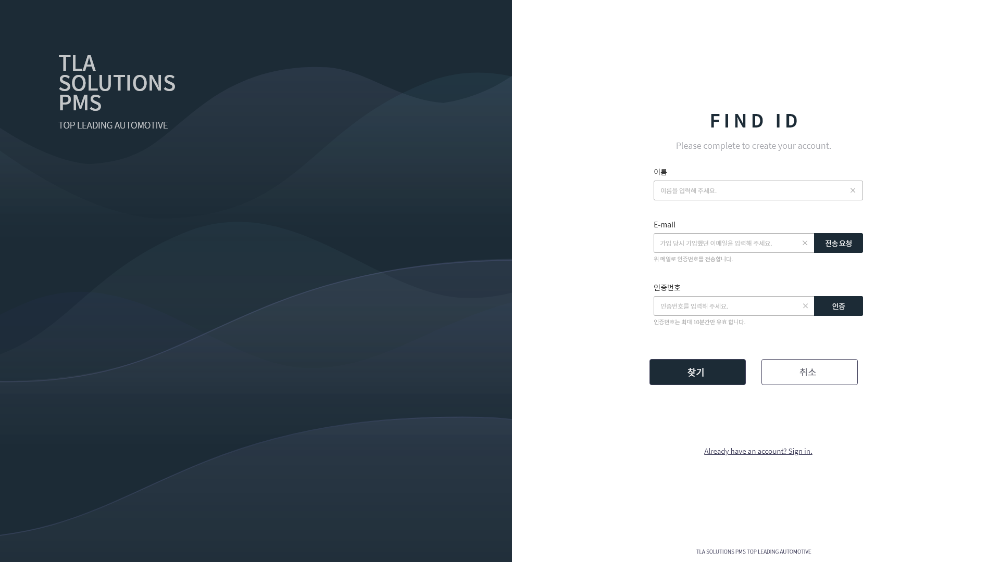 TLA
SOLUTIONS
PMS
TOP LEADING AUTOMOTIVE
FIND ID
Please complete to create your account.
이름
이름을 입력해 주세요.
E-mail
가입 당시 기입했던 이메일을 입력해 주세요.
전송 요청
위 메일로 인증번호를 전송합니다.
인증번호
인증번호를 입력해 주세요.
인증
인증번호는 최대 10분간만 유효 합니다.
찾기
취소
Already have an account? Sign in.
TLA SOLUTIONS PMS TOP LEADING AUTOMOTIVE